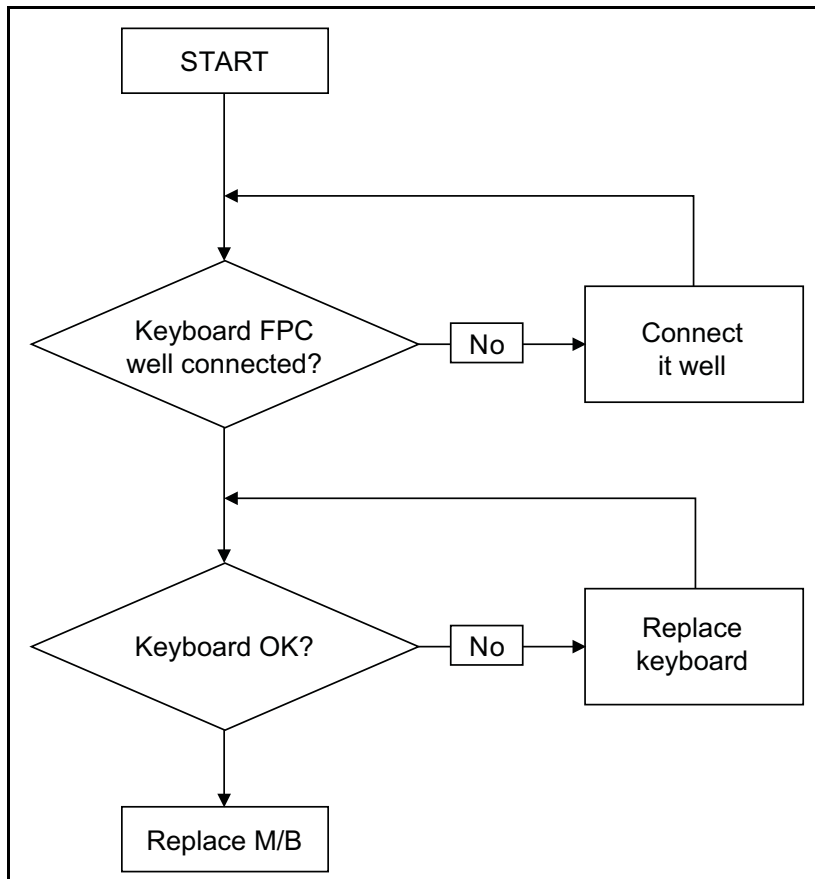 START
Keyboard FPC
well connected?
No
Connect
it well
Keyboard OK?
No
Replace
keyboard
Replace M/B